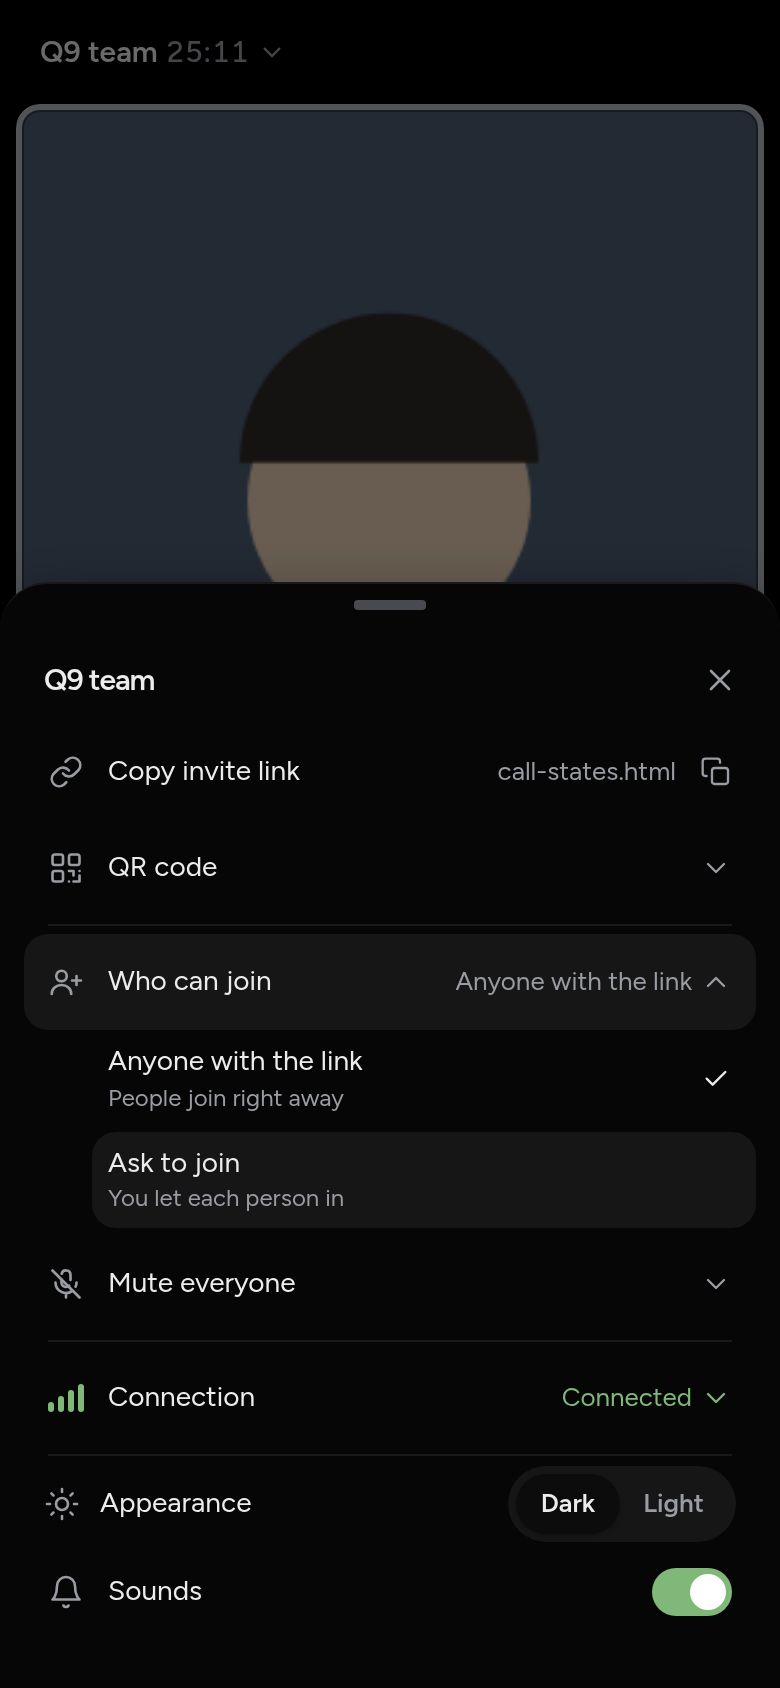 Q9 team 25:11
Q9 team
Copy invite link call-states.html
QR code
Who can join Anyone with the link
Anyone with the link
People join right away
Ask to join
You let each person in
Mute everyone
Connection Connected
Appearance Dark Light
Sounds